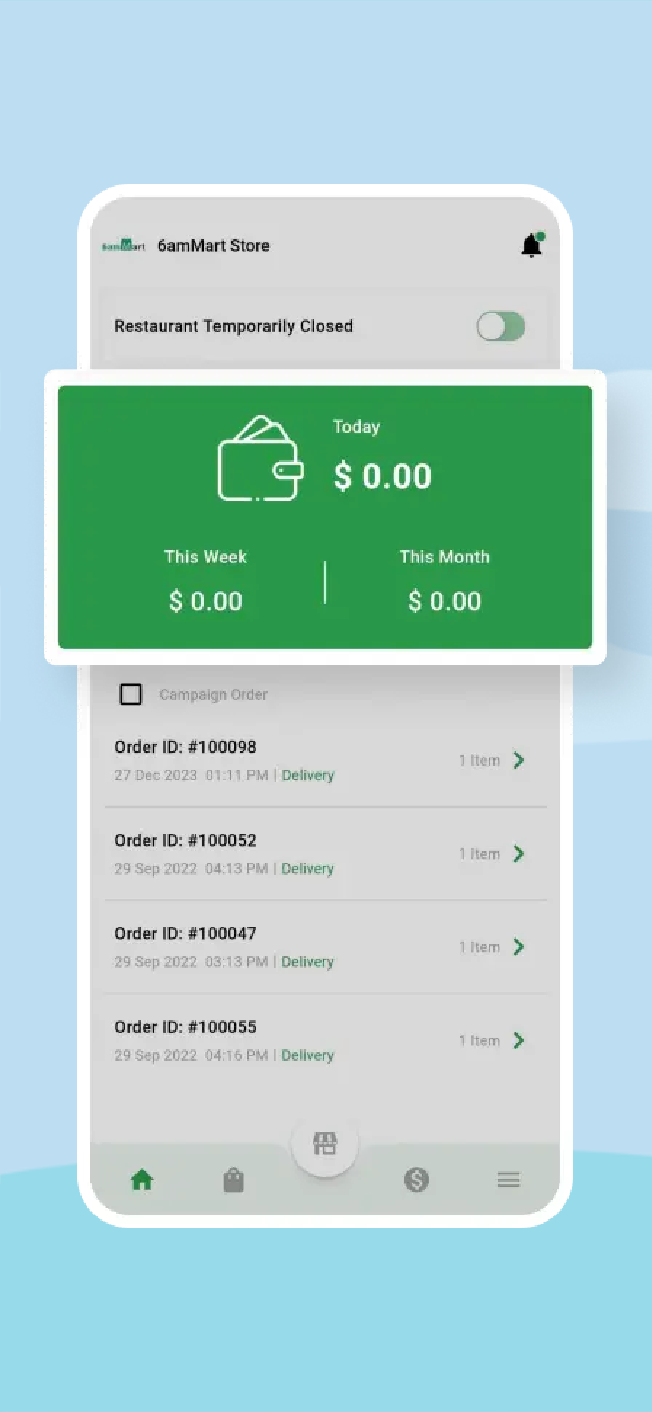 6amMart 6amMart Store
Restaurant Temporarily Closed
Today
$ 0.00
This Week This Month
$ 0.00 $ 0.00
Campaign Order
Order ID: #100098
1 Item
27 Dec 2023 01:11 PM | Delivery
Order ID: #100052
1 Item
29 Sep 2022 04:13 PM | Delivery
Order ID: #100047
1 Item
29 Sep 2022 03:13 PM | Delivery
Order ID: #100055
1 Item
29 Sep 2022 04:16 PM | Delivery